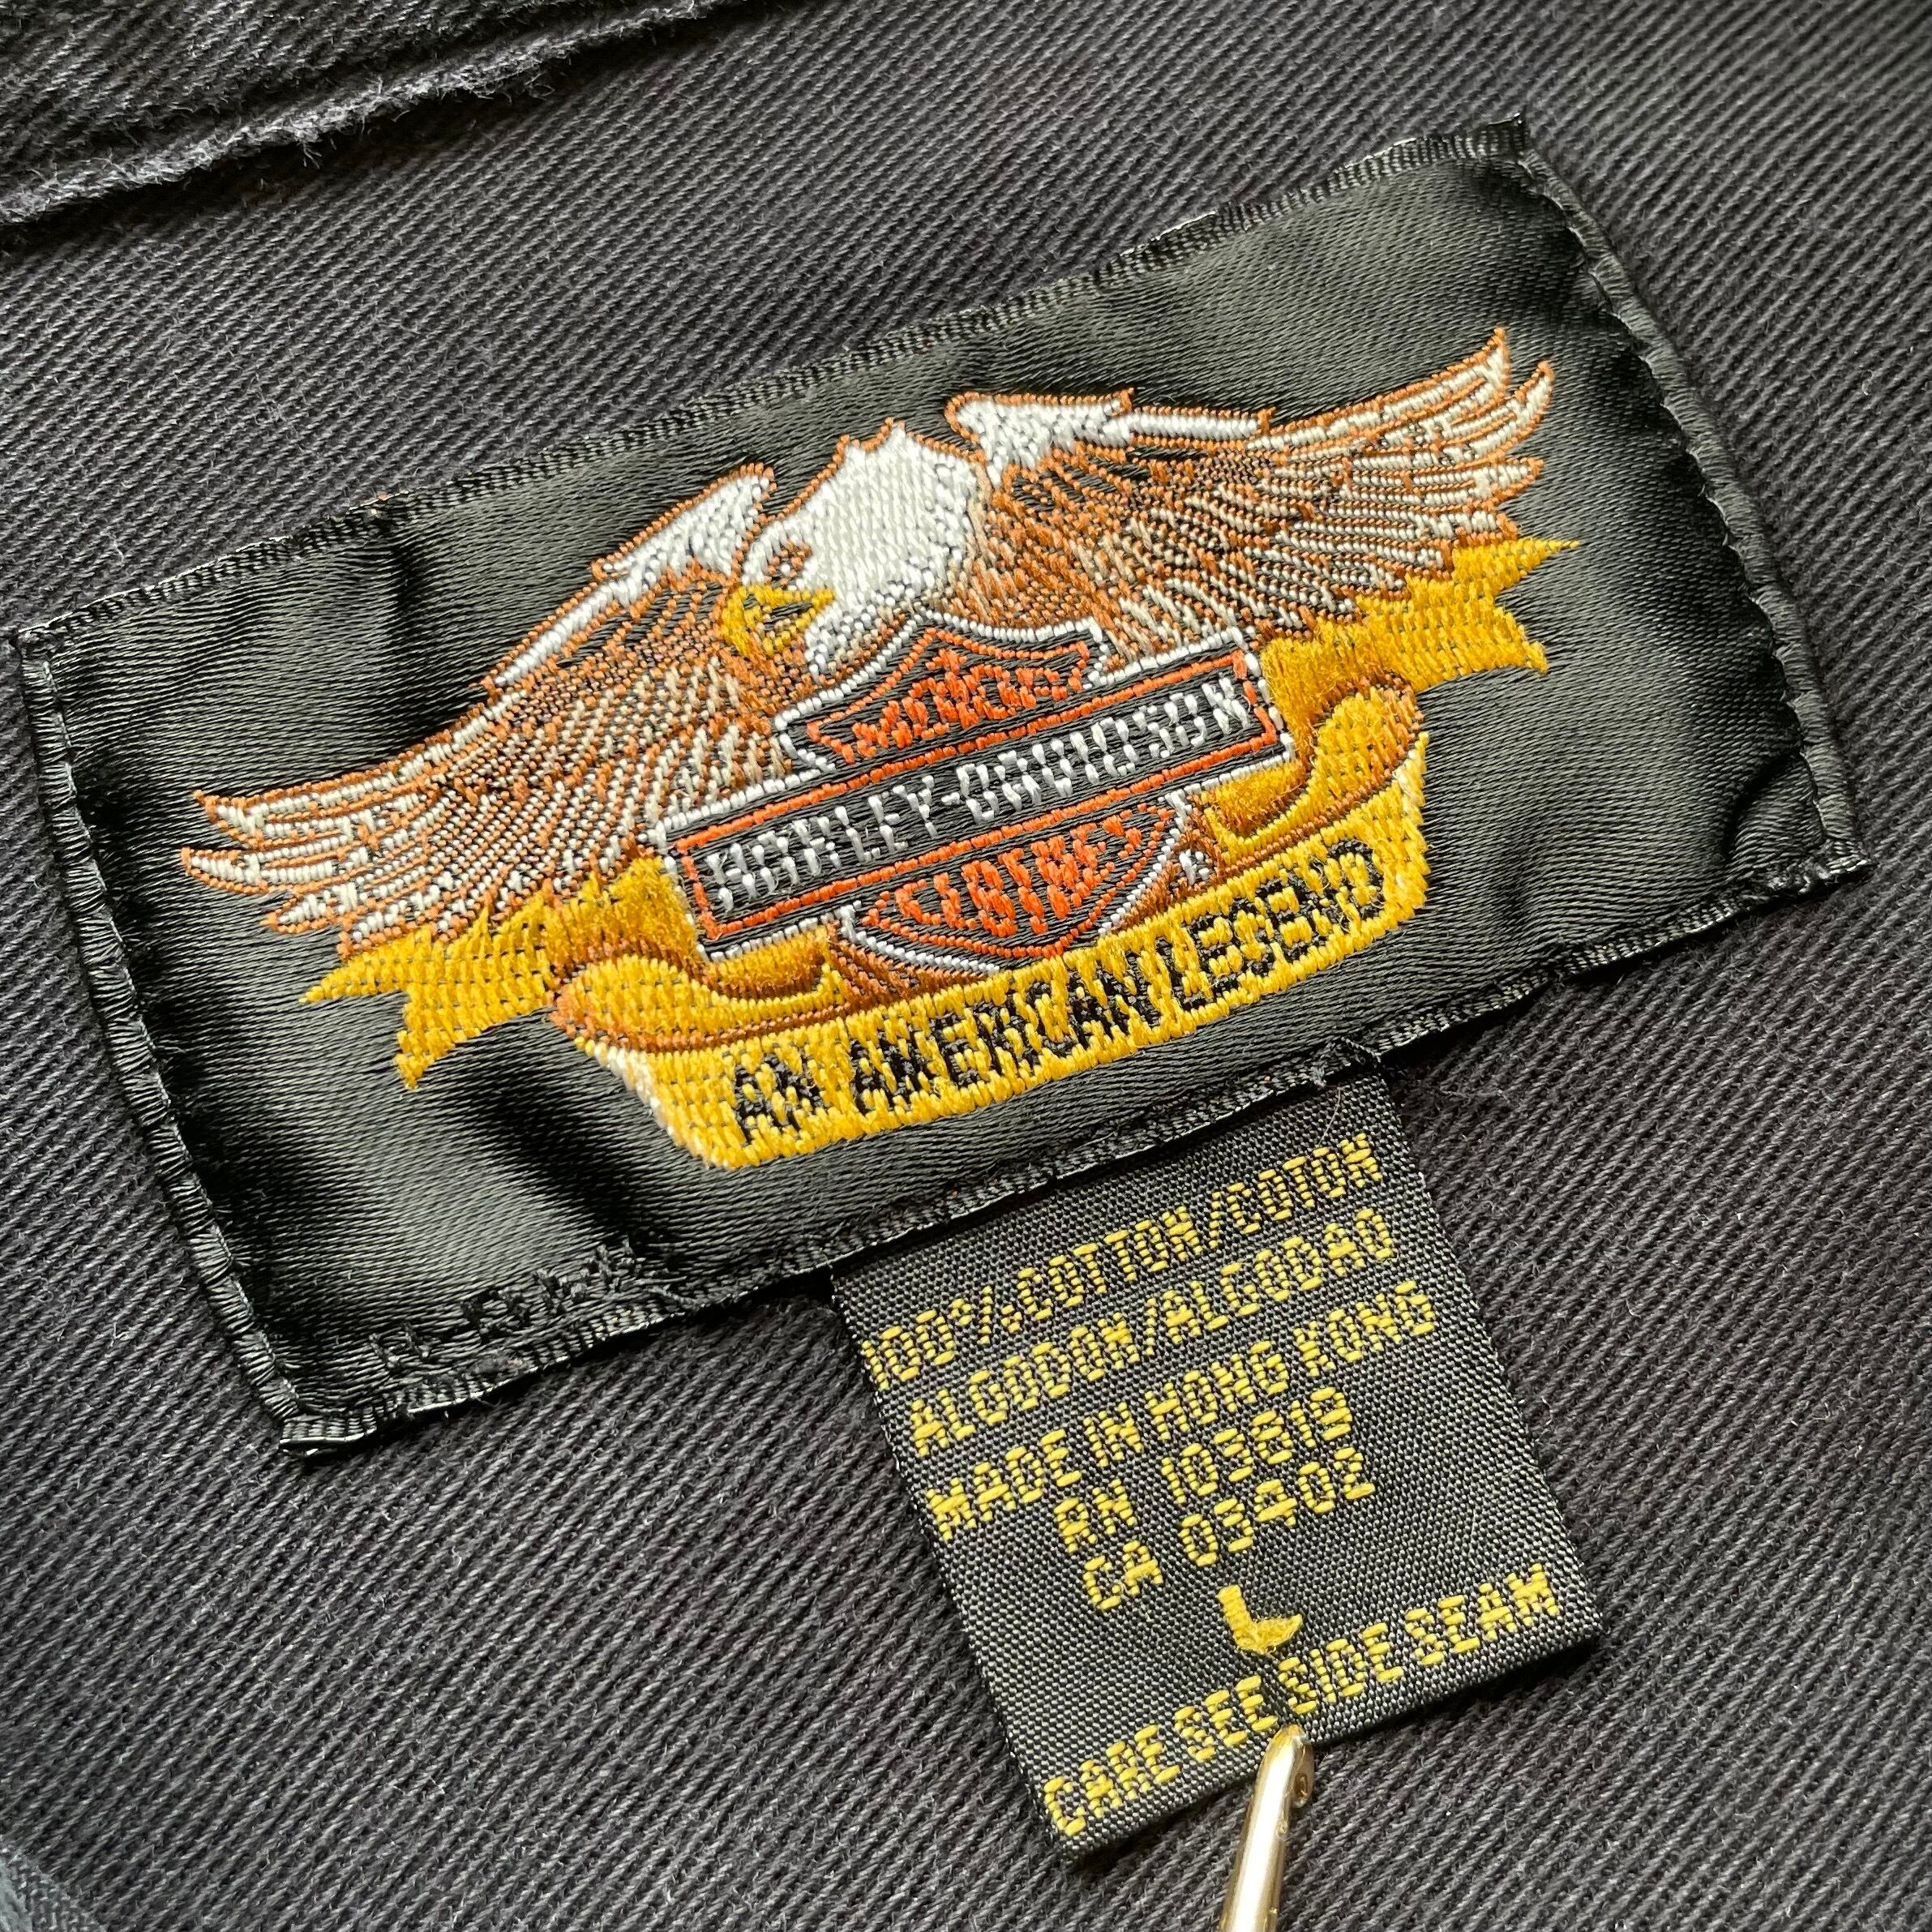 MOTOR
HARLEY-DAVIDSON
CLOTHES
AN AMERICAN LEGEND
100% COTTON/COTON
ALGODON/ALGODAO
MADE IN HONG KONG
RN 103819
CA 03402
L
CARE SEE SIDE SEAM